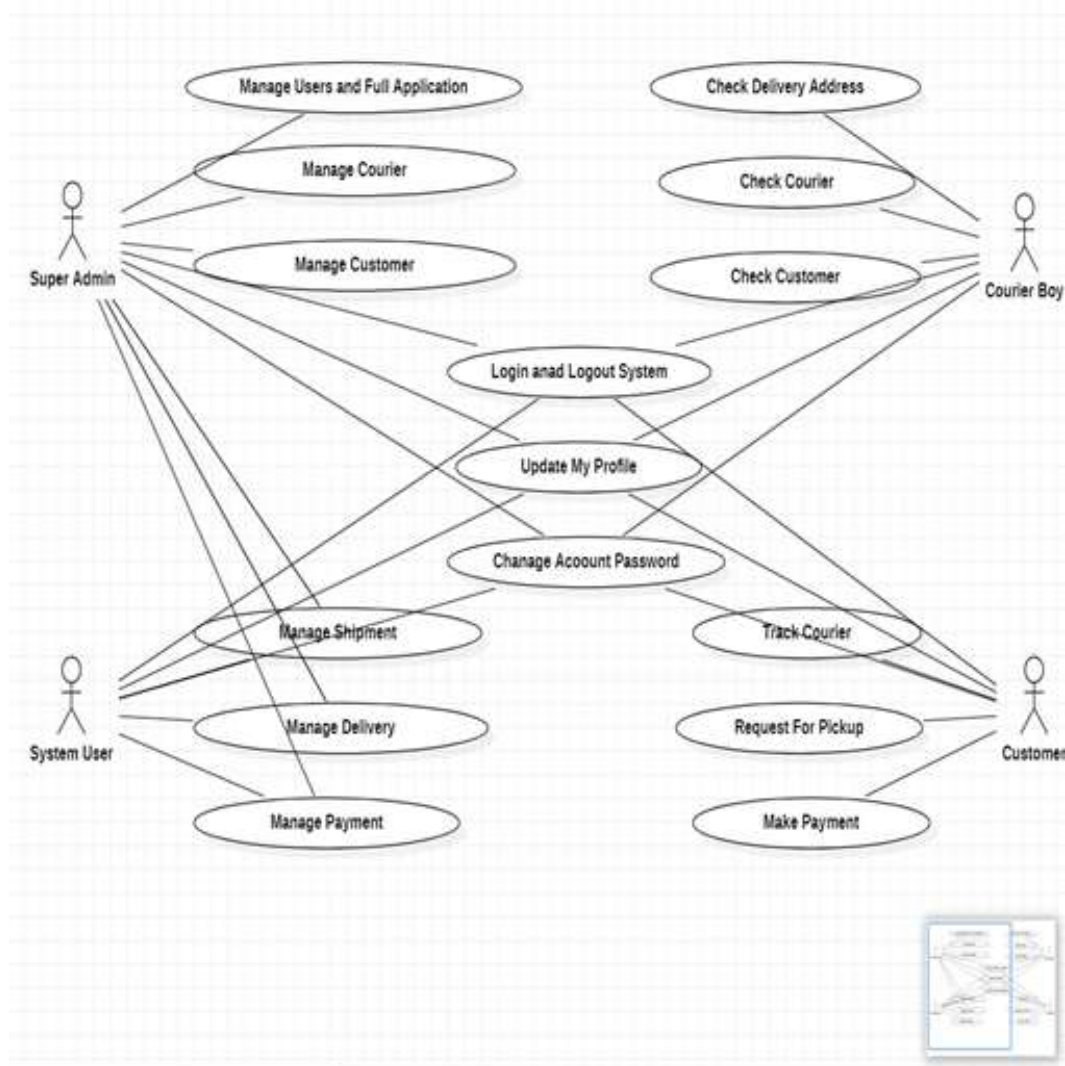 Manage Users and Full Application
Check Delivery Address
Manage Courier
Check Courier
Super Admin
Manage Customer
Check Customer
Courier Boy
Login anad Logout System
Update My Profile
Chanage Acoount Password
Manage Shipment
Track Courier
System User
Manage Delivery
Request For Pickup
Customer
Manage Payment
Make Payment